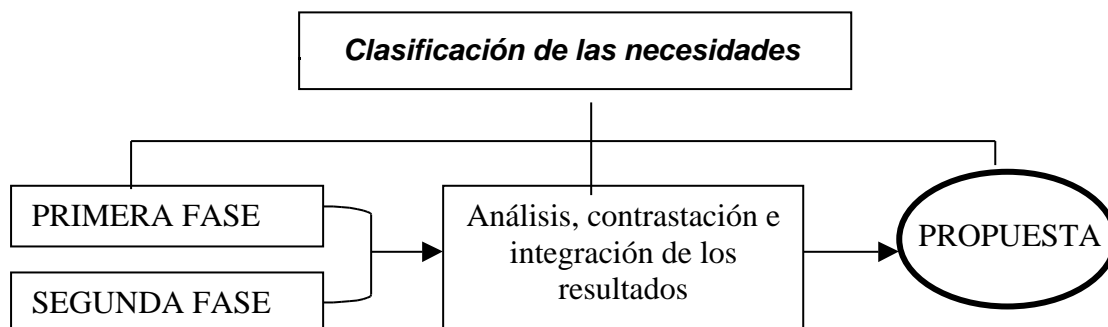 Clasificación de las necesidades
PRIMERA FASE
SEGUNDA FASE
Análisis, contrastación e
integración de los
resultados
PROPUESTA